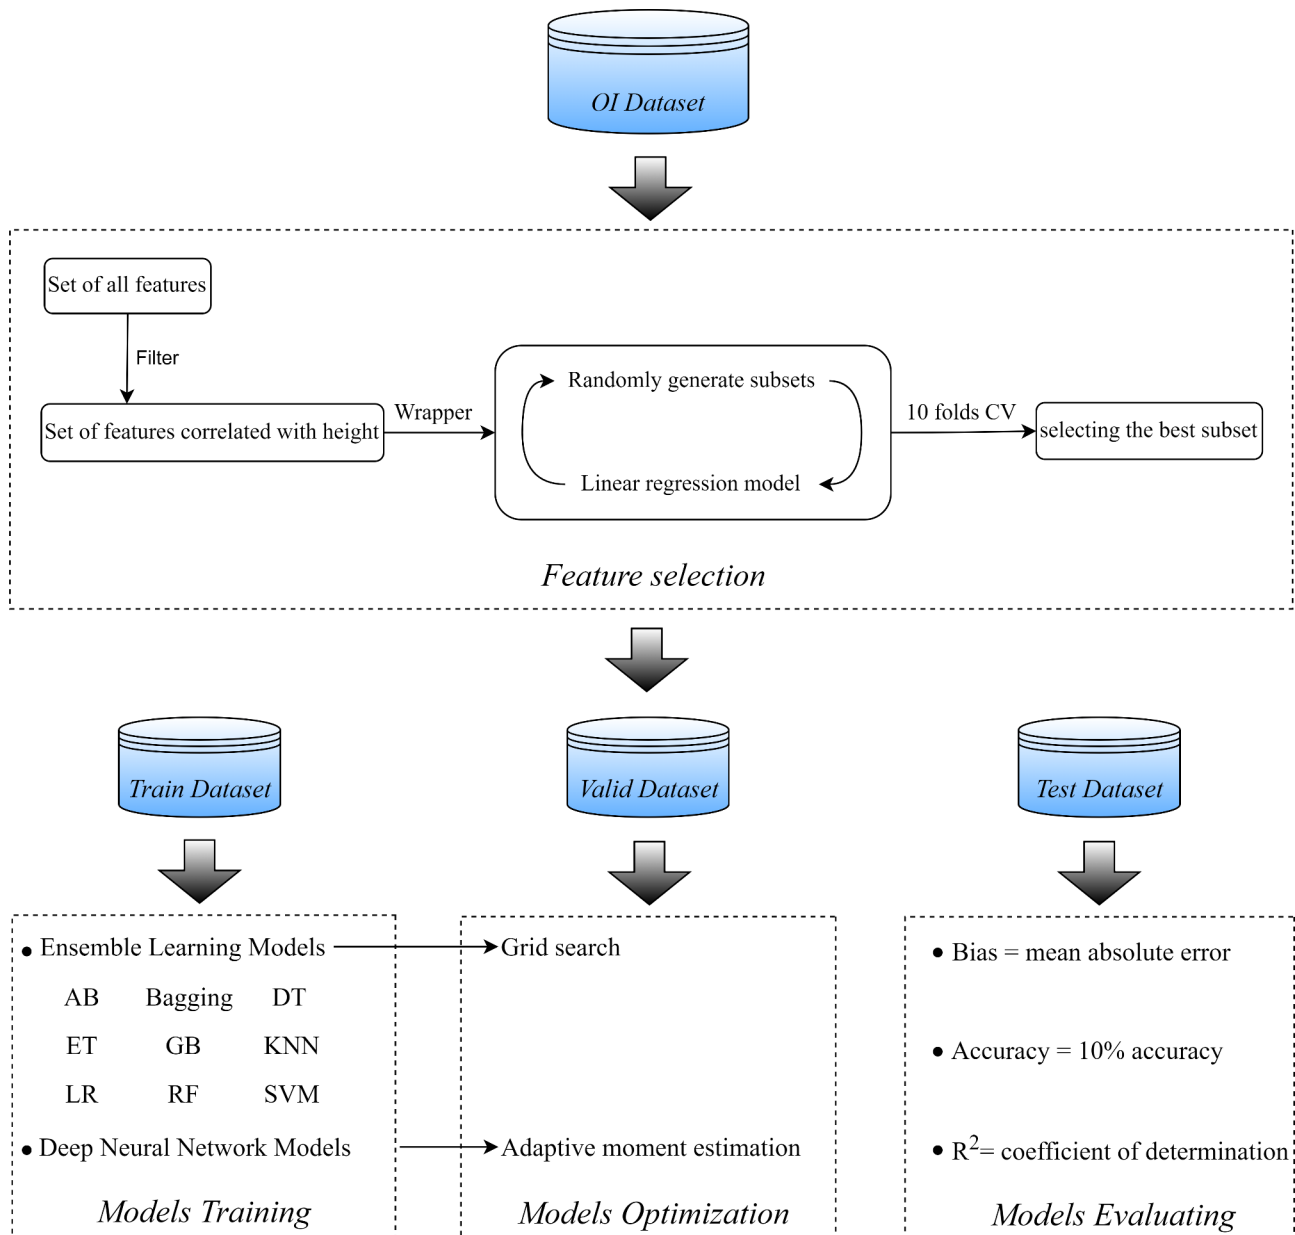 OI Dataset
Set of all features
Filter
Set of features correlated with height
Wrapper
Randomly generate subsets
Linear regression model
10 folds CV
selecting the best subset
Feature selection
Train Dataset
Valid Dataset
Test Dataset
• Ensemble Learning Models
AB Bagging DT
ET GB KNN
LR RF SVM
• Deep Neural Network Models
Models Training
Grid search
Adaptive moment estimation
Models Optimization
• Bias = mean absolute error
• Accuracy = 10% accuracy
• R²= coefficient of determination
Models Evaluating